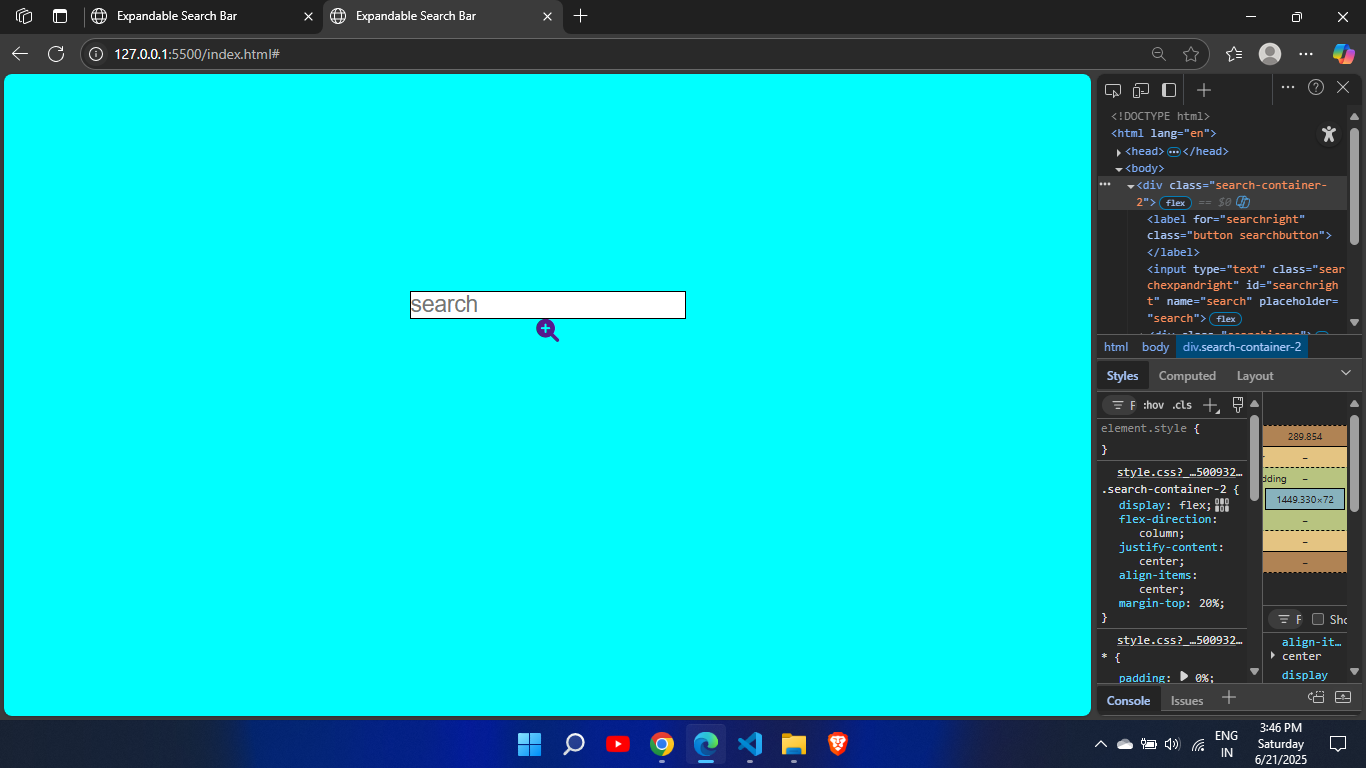 Expandable Search Bar
Expandable Search Bar
127.0.0.1:5500/index.html#
search
<!DOCTYPE html>
<html lang="en">
<head> ••• </head>
<body>
••• <div class="search-container-
2"> flex == $0
<label for="searchright"
class="button searchbutton">
</label>
<input type="text" class="sear
chexpandright" id="searchrigh
t" name="search" placeholder=
"search"> flex
html body div.search-container-2
Styles Computed Layout
F :hov .cls
element.style {
}
style.css?_…500932…
.search-container-2 {
display: flex;
flex-direction:
column;
justify-content:
center;
align-items:
center;
margin-top: 20%;
}
style.css?_…500932…
* {
padding: 0%;
289.854
–
dding –
1449.330×72
–
–
–
F Sho
align-it…
center
display
Console Issues
ENG
IN
3:46 PM
Saturday
6/21/2025